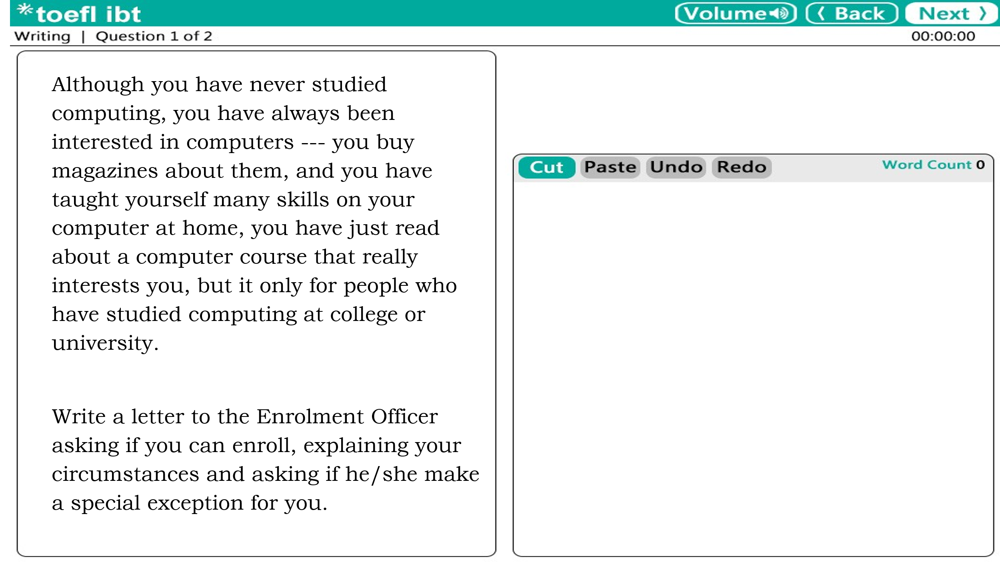 toefl ibt
Volume
Back
Next
Writing | Question 1 of 2
00:00:00
Although you have never studied
computing, you have always been
interested in computers --- you buy
magazines about them, and you have
taught yourself many skills on your
computer at home, you have just read
about a computer course that really
interests you, but it only for people who
have studied computing at college or
university.
Write a letter to the Enrolment Officer
asking if you can enroll, explaining your
circumstances and asking if he/she make
a special exception for you.
Cut Paste Undo Redo
Word Count 0